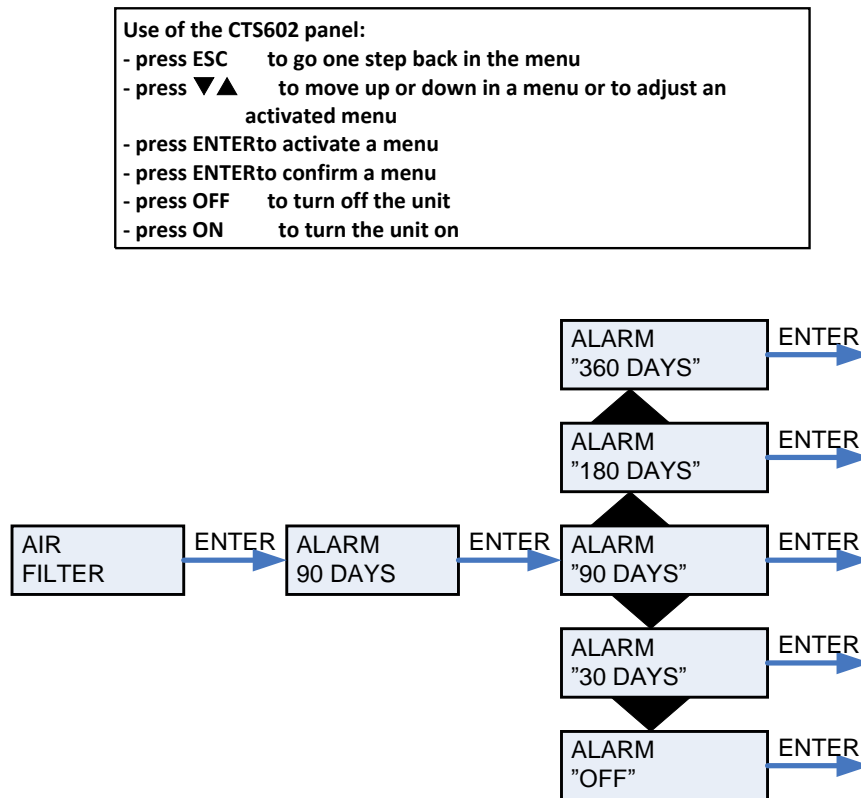 Use of the CTS602 panel:
- press ESC to go one step back in the menu
- press ▼▲ to move up or down in a menu or to adjust an
activated menu
- press ENTERto activate a menu
- press ENTERto confirm a menu
- press OFF to turn off the unit
- press ON to turn the unit on
ALARM
”360 DAYS”
ENTER
ALARM
”180 DAYS”
ENTER
AIR
FILTER
ENTER
ALARM
90 DAYS
ENTER
ALARM
”90 DAYS”
ENTER
ALARM
”30 DAYS”
ENTER
ALARM
”OFF”
ENTER